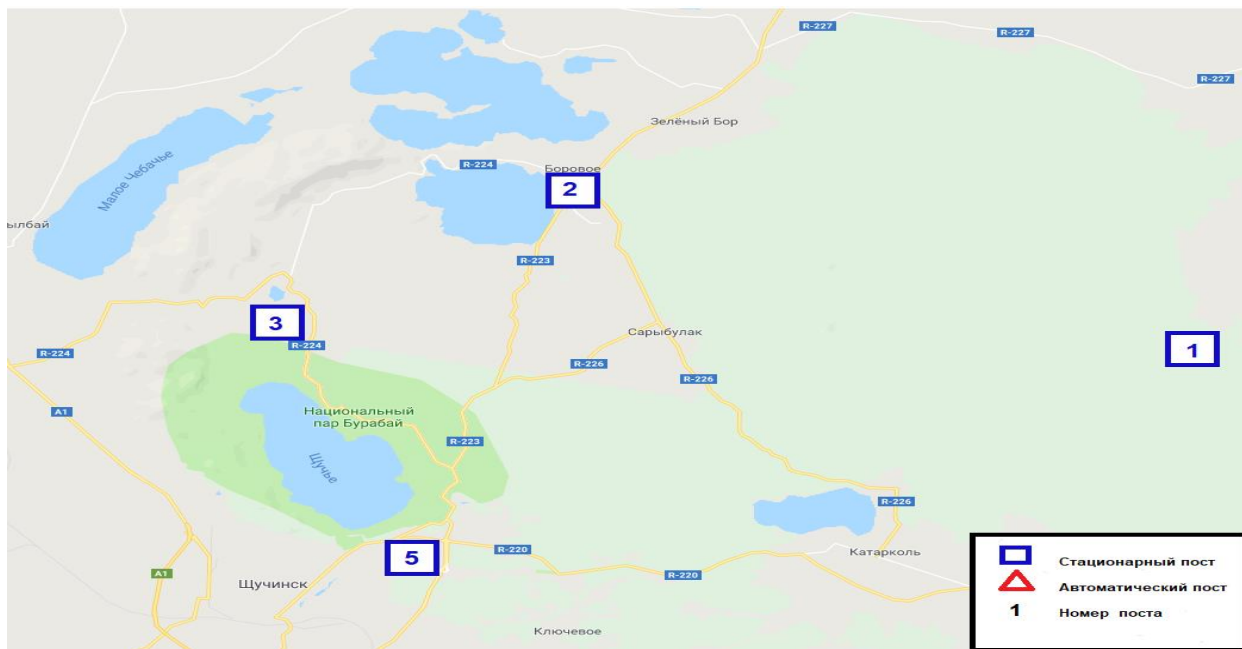 R-227
R-227
R-227
Зелёный Бор
R-224
Боровое
Малое Чебачье
2
ылбай
R-223
3
Сарыбулак
R-224
R-224
1
R-226
R-226
A1
Национальный
пар Бурабай
R-223
Щучье
R-226
5
R-220
Катарколь
A1
R-220
Щучинск
Ключевое
Стационарный пост
Автоматический пост
1
Номер поста